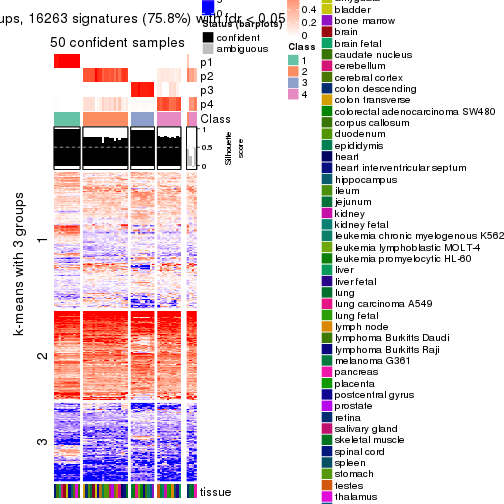 ups, 16263 signatures (75.8%) with fdr < 0.05
50 confident samples
p1
p2
p3
p4
Class
1
0.5
0
Silhouette
score
k-means with 3 groups
1
2
3
tissue
0
Status (barplots)
confident
ambiguous
0.4
0.2
0
Class
1
2
3
4
bladder
bone marrow
brain
brain fetal
caudate nucleus
cerebellum
cerebral cortex
colon descending
colon transverse
colorectal adenocarcinoma SW480
corpus callosum
duodenum
epididymis
heart
heart interventricular septum
hippocampus
ileum
jejunum
kidney
kidney fetal
leukemia chronic myelogenous K562
leukemia lymphoblastic MOLT-4
leukemia promyelocytic HL-60
liver
liver fetal
lung
lung carcinoma A549
lung fetal
lymph node
lymphoma Burkitts Daudi
lymphoma Burkitts Raji
melanoma G361
pancreas
placenta
postcentral gyrus
prostate
retina
salivary gland
skeletal muscle
spinal cord
spleen
stomach
testes
thalamus